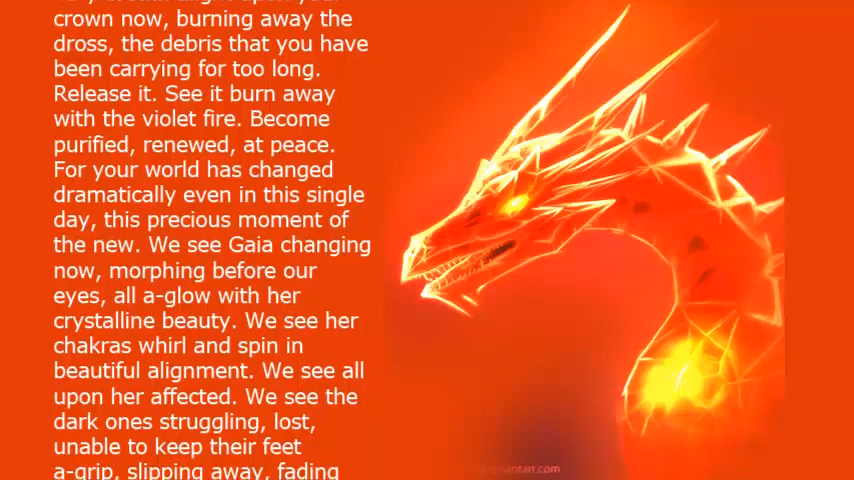 crown now, burning away the
dross, the debris that you have
been carrying for too long.
Release it. See it burn away
with the violet fire. Become
purified, renewed, at peace.
For your world has changed
dramatically even in this single
day, this precious moment of
the new. We see Gaia changing
now, morphing before our
eyes, all a-glow with her
crystalline beauty. We see her
chakras whirl and spin in
beautiful alignment. We see all
upon her affected. We see the
dark ones struggling, lost,
unable to keep their feet
a-grip, slipping away, fading